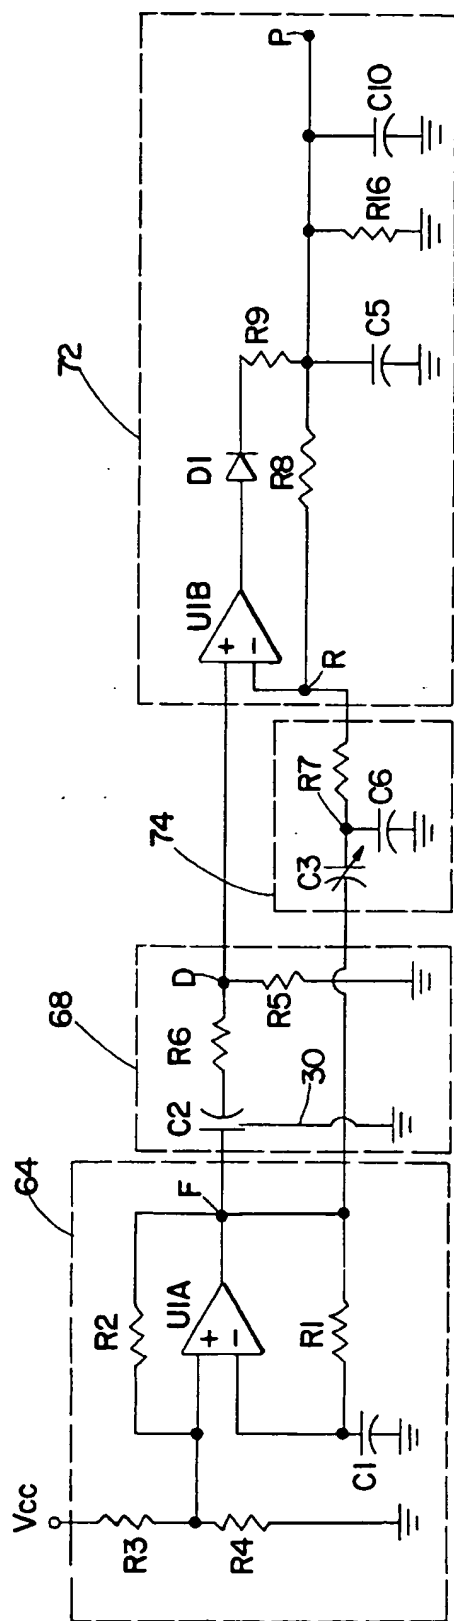 64
68
74
72
Vcc
R3
R4
R2
U1A
+
-
F
R1
C1
C2
30
R6
D
R5
C3
R7
C6
U1B
+
-
R
D1
R8
R9
C5
R16
C10
P